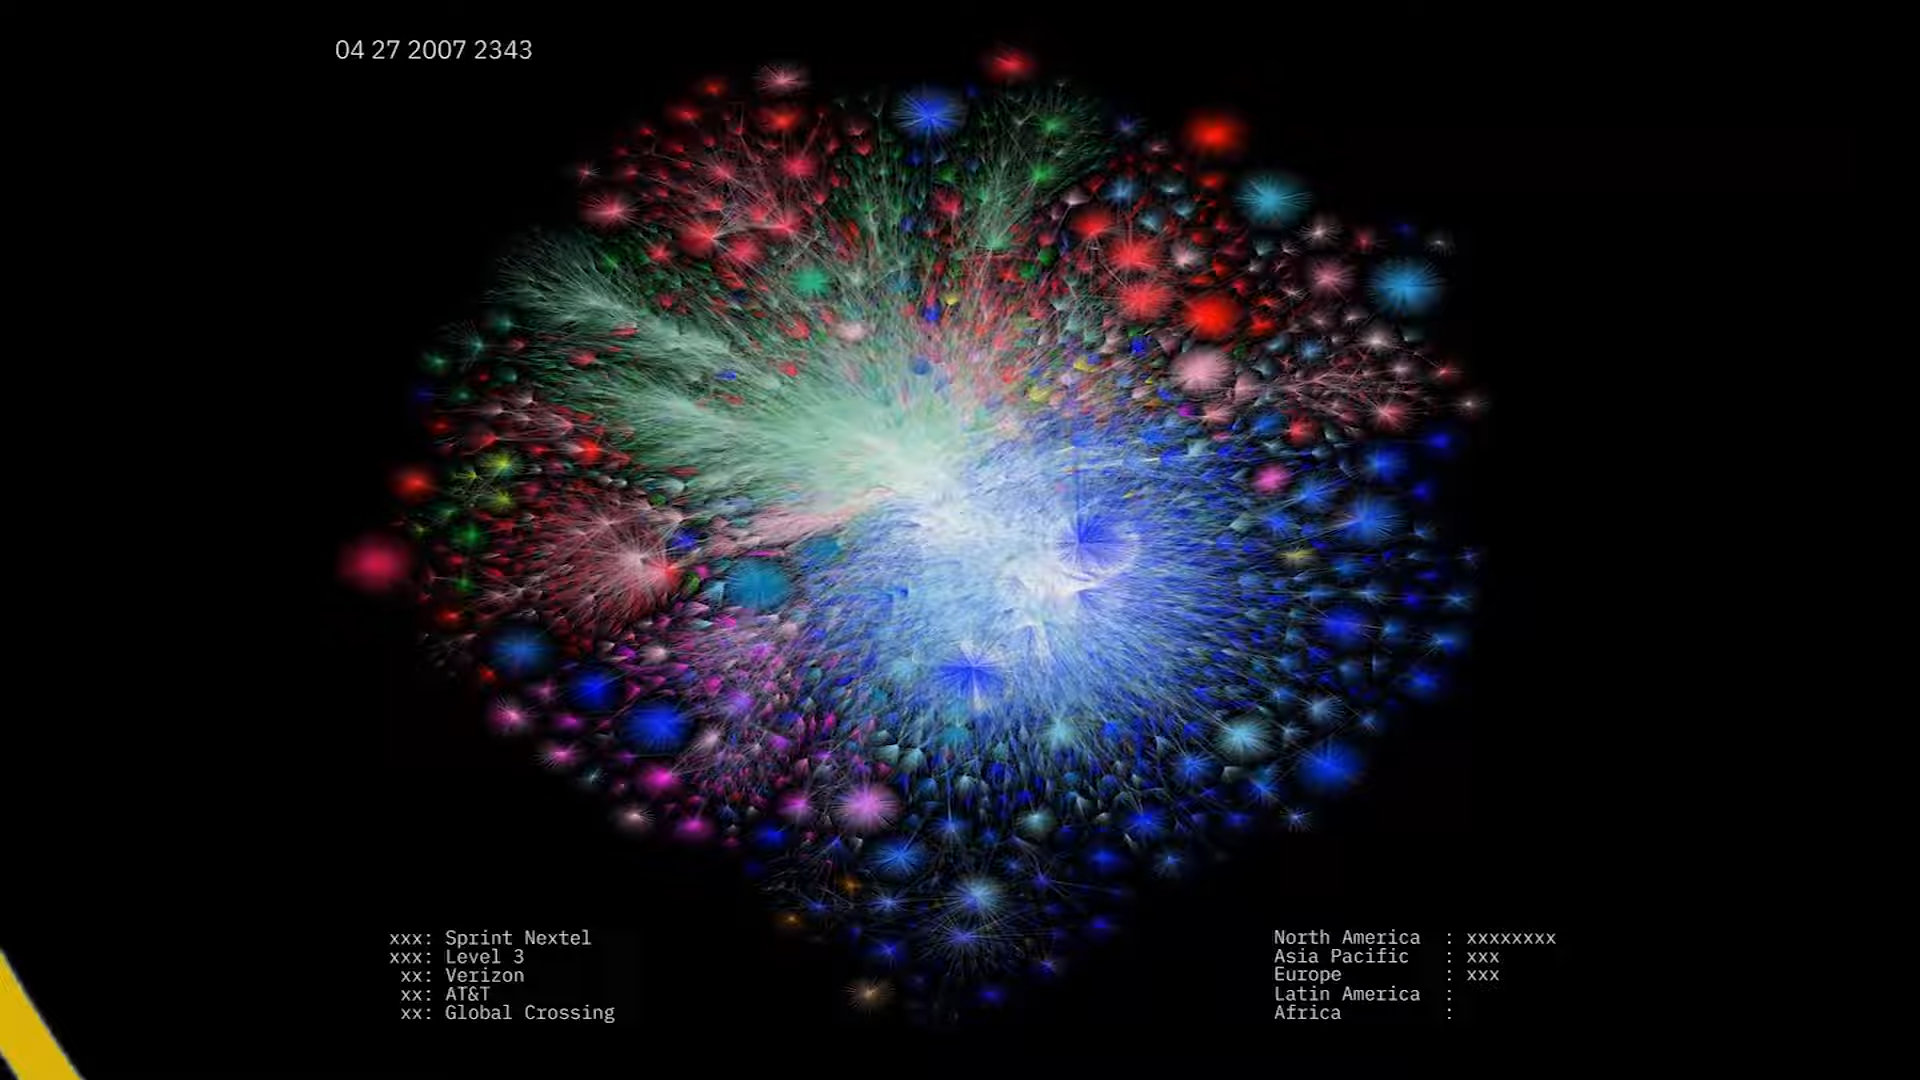 04 27 2007 2343
xxx: Sprint Nextel
xxx: Level 3
xx: Verizon
xx: AT&T
xx: Global Crossing
North America : xxxxxxxx
Asia Pacific : xxx
Europe : xxx
Latin America :
Africa :